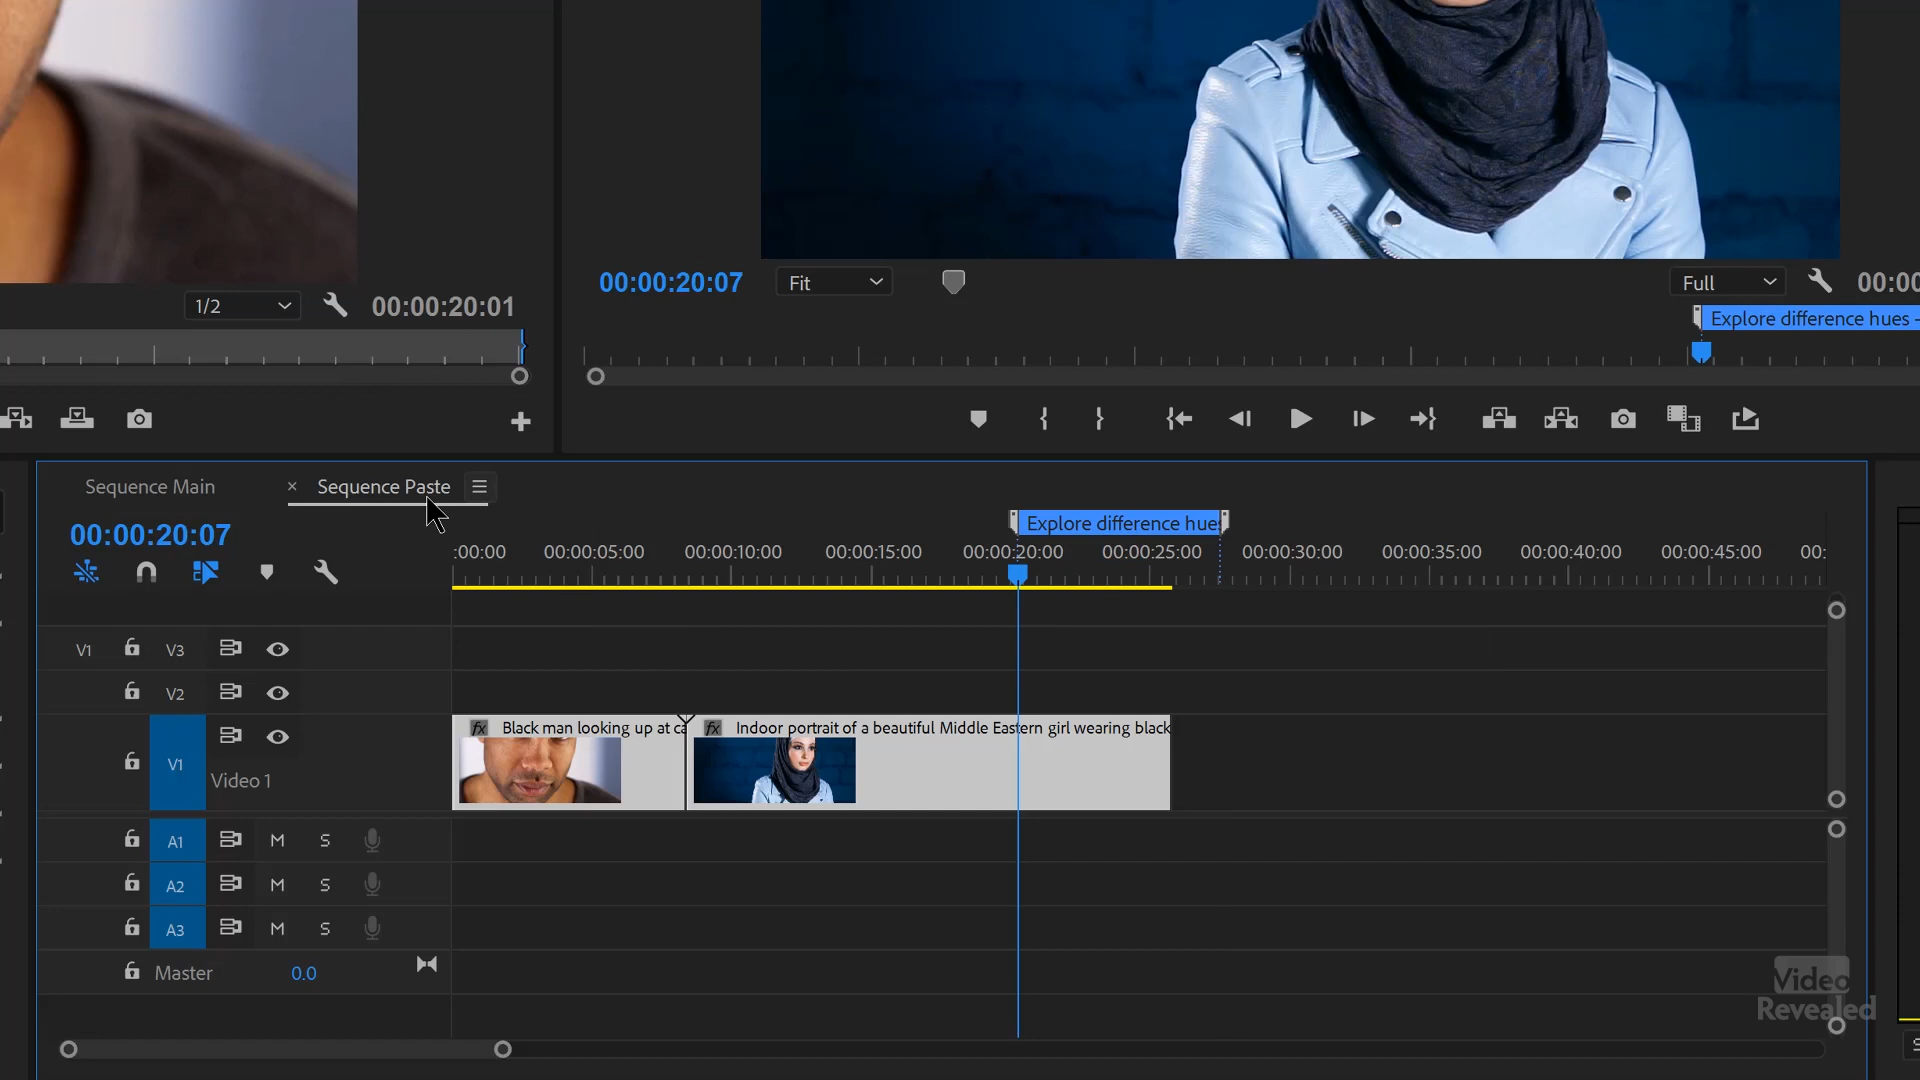 1/2
00:00:20:01
00:00:20:07
Fit
Full
00:00
Explore difference hues -
Sequence Main
× Sequence Paste
00:00:20:07
Explore difference hues
:00:00 00:00:05:00 00:00:10:00 00:00:15:00 00:00:20:00 00:00:25:00 00:00:30:00 00:00:35:00 00:00:40:00 00:00:45:00 00:
V1 V3
V2
fx Black man looking up at ca
fx Indoor portrait of a beautiful Middle Eastern girl wearing black
V1
Video 1
A1 M S
A2 M S
A3 M S
Master 0.0
Video
Revealed